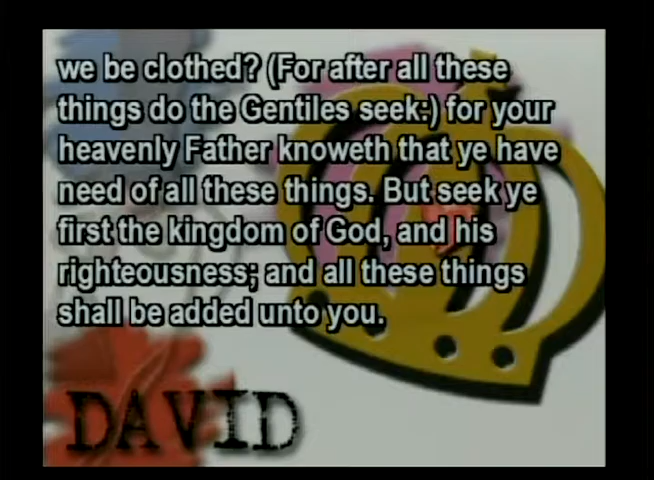 we be clothed? (For after all these
things do the Gentiles seek:) for your
heavenly Father knoweth that ye have
need of all these things. But seek ye
first the kingdom of God, and his
righteousness; and all these things
shall be added unto you.
DAVID